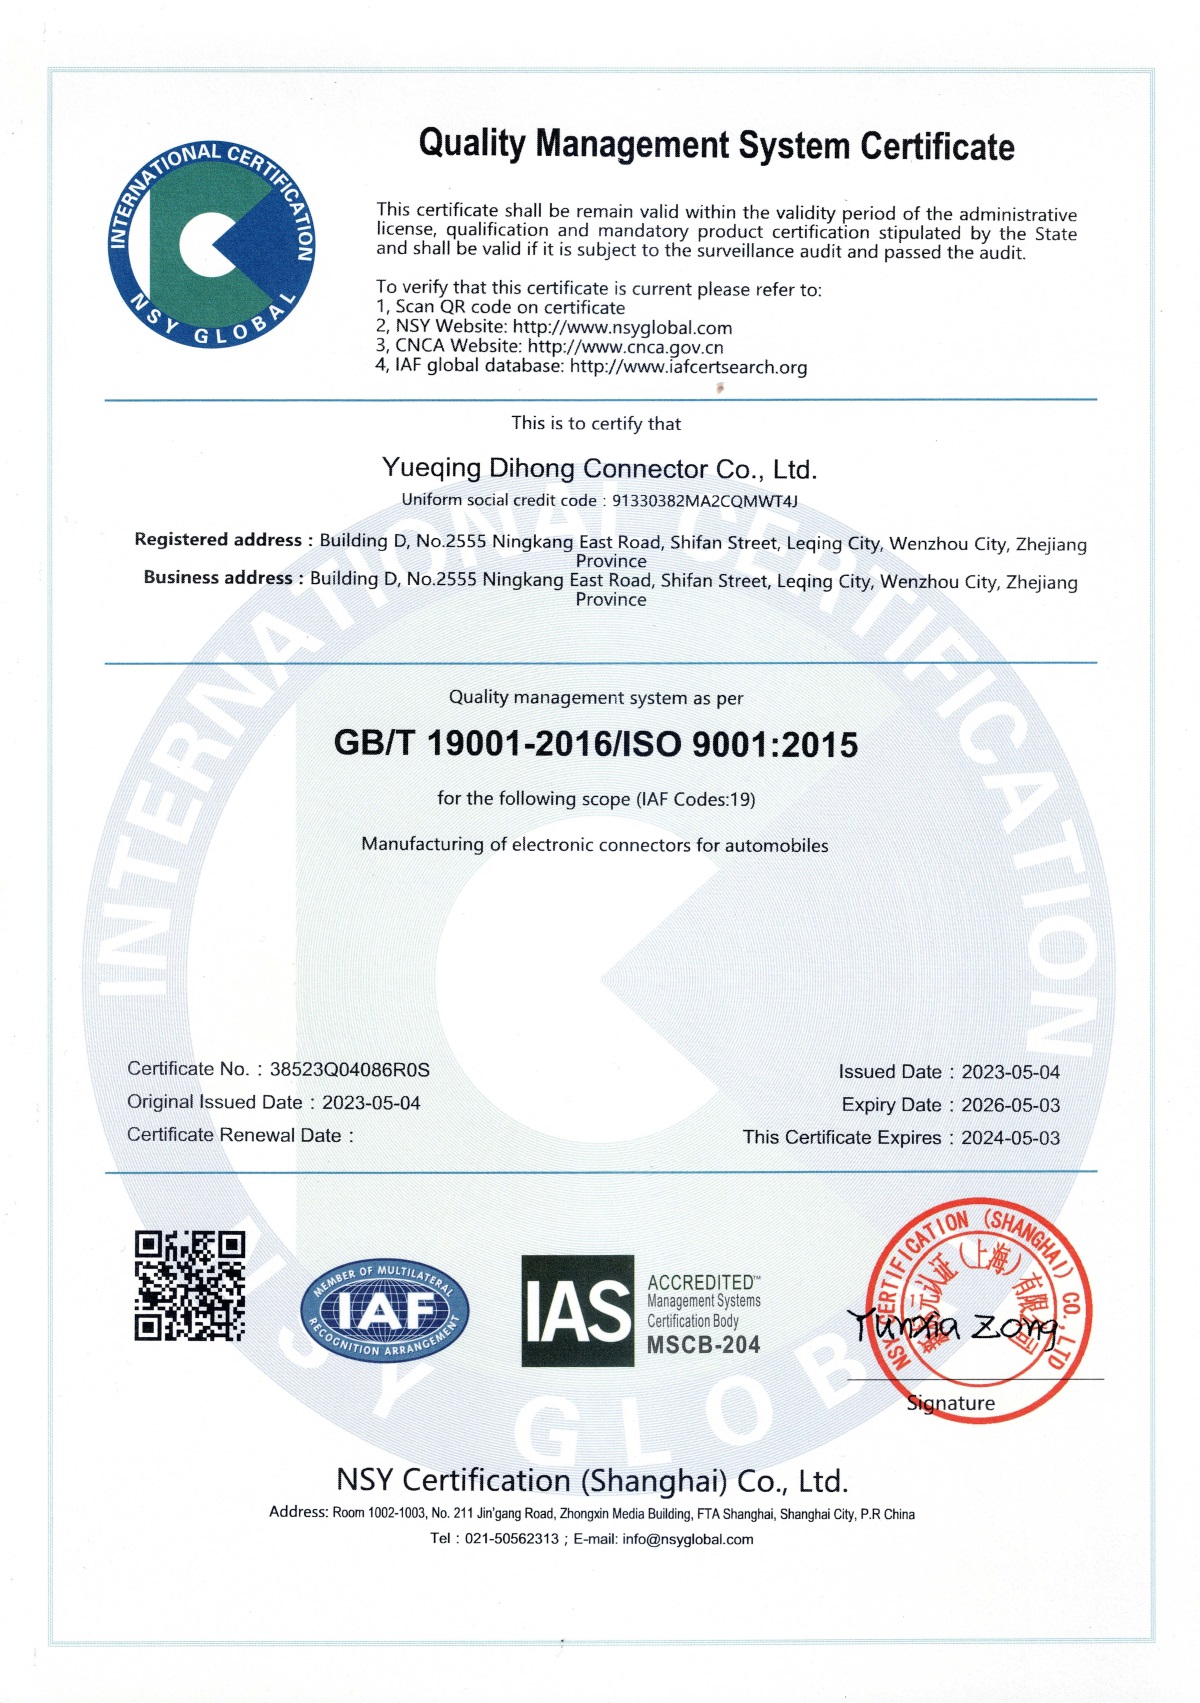 Quality Management System Certificate
INTERNATIONAL CERTIFICATION
NSY GLOBAL
This certificate shall be remain valid within the validity period of the administrative
license, qualification and mandatory product certification stipulated by the State
and shall be valid if it is subject to the surveillance audit and passed the audit.
To verify that this certificate is current please refer to:
1, Scan QR code on certificate
2, NSY Website: http://www.nsyglobal.com
3, CNCA Website: http://www.cnca.gov.cn
4, IAF global database: http://www.iafcertsearch.org
This is to certify that
Yueqing Dihong Connector Co., Ltd.
Uniform social credit code : 91330382MA2CQMWT4J
Registered address : Building D, No.2555 Ningkang East Road, Shifan Street, Leqing City, Wenzhou City, Zhejiang
Province
Business address : Building D, No.2555 Ningkang East Road, Shifan Street, Leqing City, Wenzhou City, Zhejiang
Province
Quality management system as per
GB/T 19001-2016/ISO 9001:2015
for the following scope (IAF Codes:19)
Manufacturing of electronic connectors for automobiles
INTERNATIONAL CERTIFICATION
NSY GLOBAL
Certificate No. : 38523Q04086R0S
Original Issued Date : 2023-05-04
Certificate Renewal Date :
Issued Date : 2023-05-04
Expiry Date : 2026-05-03
This Certificate Expires : 2024-05-03
MEMBER OF MULTILATERAL
IAF
RECOGNITION ARRANGEMENT
IAS
ACCREDITED™
Management Systems
Certification Body
MSCB-204
NSY CERTIFICATION (SHANGHAI) CO., LTD
元认证（上海）有限公司
Yunxia Zong
Signature
NSY Certification (Shanghai) Co., Ltd.
Address: Room 1002-1003, No. 211 Jin'gang Road, Zhongxin Media Building, FTA Shanghai, Shanghai City, P.R China
Tel : 021-50562313 ; E-mail: info@nsyglobal.com